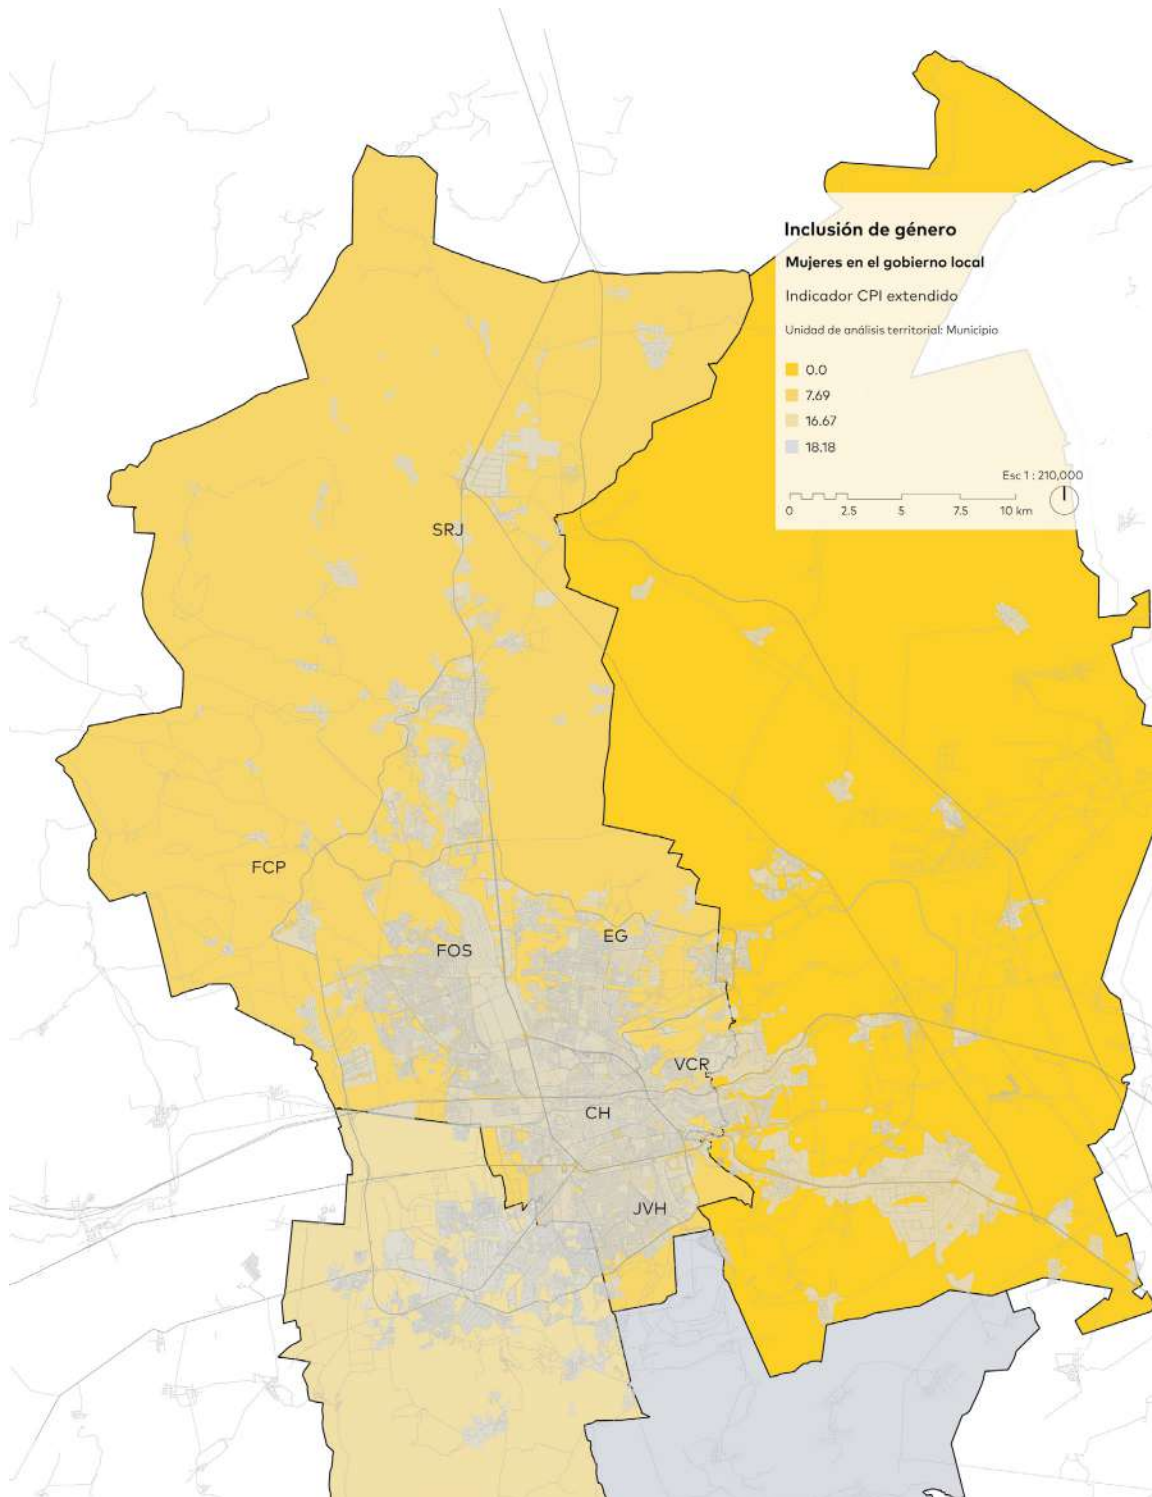 Inclusión de género
Mujeres en el gobierno local
Indicador CPI extendido
Unidad de análisis territorial: Municipio
0.0
7.69
16.67
18.18
Esc 1 : 210,000
0 2.5 5 7.5 10 km
SRJ
FCP
EG
FOS
VCR
CH
JVH